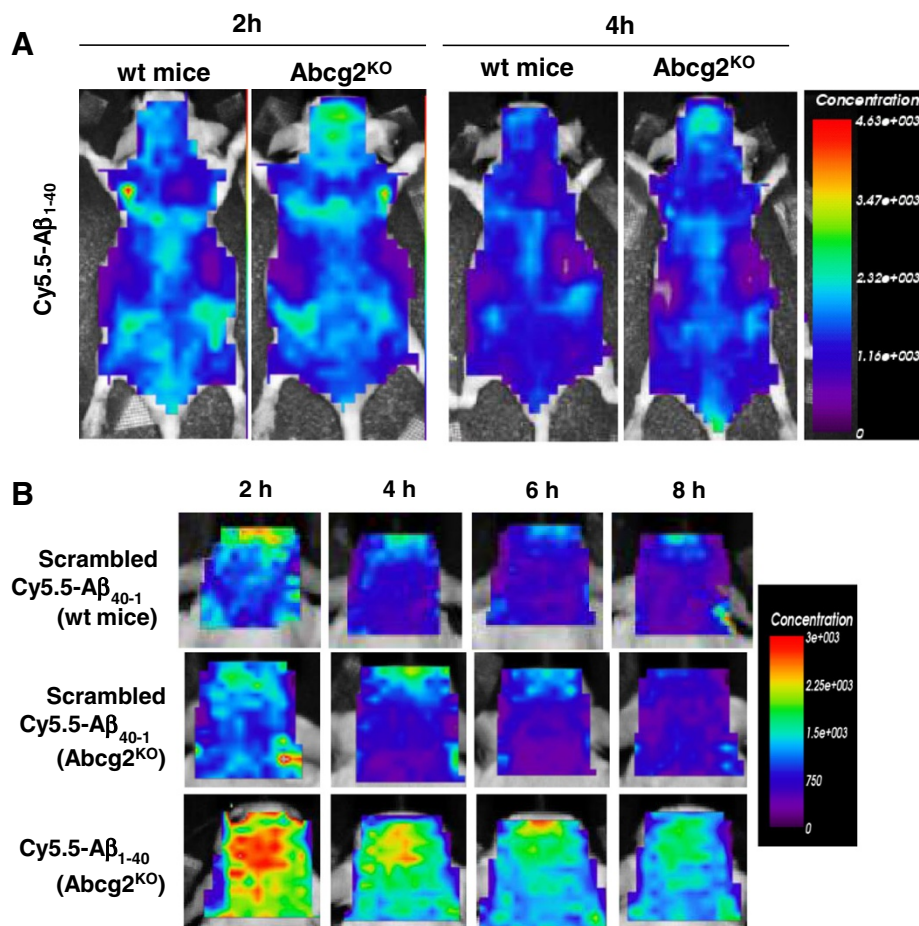 A
2h
4h
wt mice
Abcg2ᴷᴼ
wt mice
Abcg2ᴷᴼ
Cy5.5-Aβ₁₋₄₀
Concentration
4.63e+003
3.47e+003
2.32e+003
1.16e+003
0
B
2 h
4 h
6 h
8 h
Scrambled
Cy5.5-Aβ₄₀₋₁
(wt mice)
Scrambled
Cy5.5-Aβ₄₀₋₁
(Abcg2ᴷᴼ)
Cy5.5-Aβ₁₋₄₀
(Abcg2ᴷᴼ)
Concentration
3e+003
2.25e+003
1.5e+003
750
0